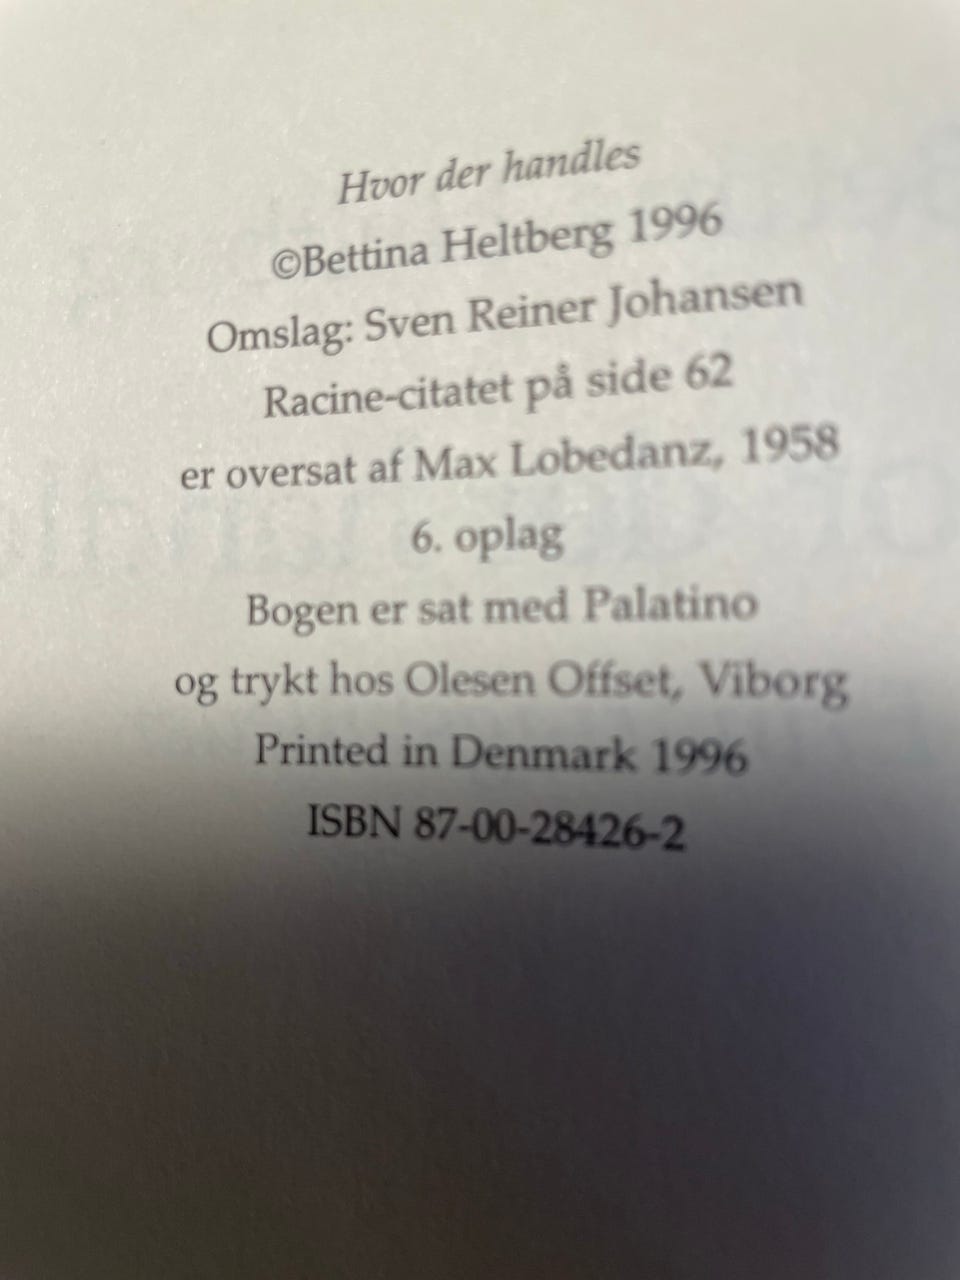 Hvor der handles
©Bettina Heltberg 1996
Omslag: Sven Reiner Johansen
Racine-citatet på side 62
er oversat af Max Lobedanz, 1958
6. oplag
Bogen er sat med Palatino
og trykt hos Olesen Offset, Viborg
Printed in Denmark 1996
ISBN 87-00-28426-2